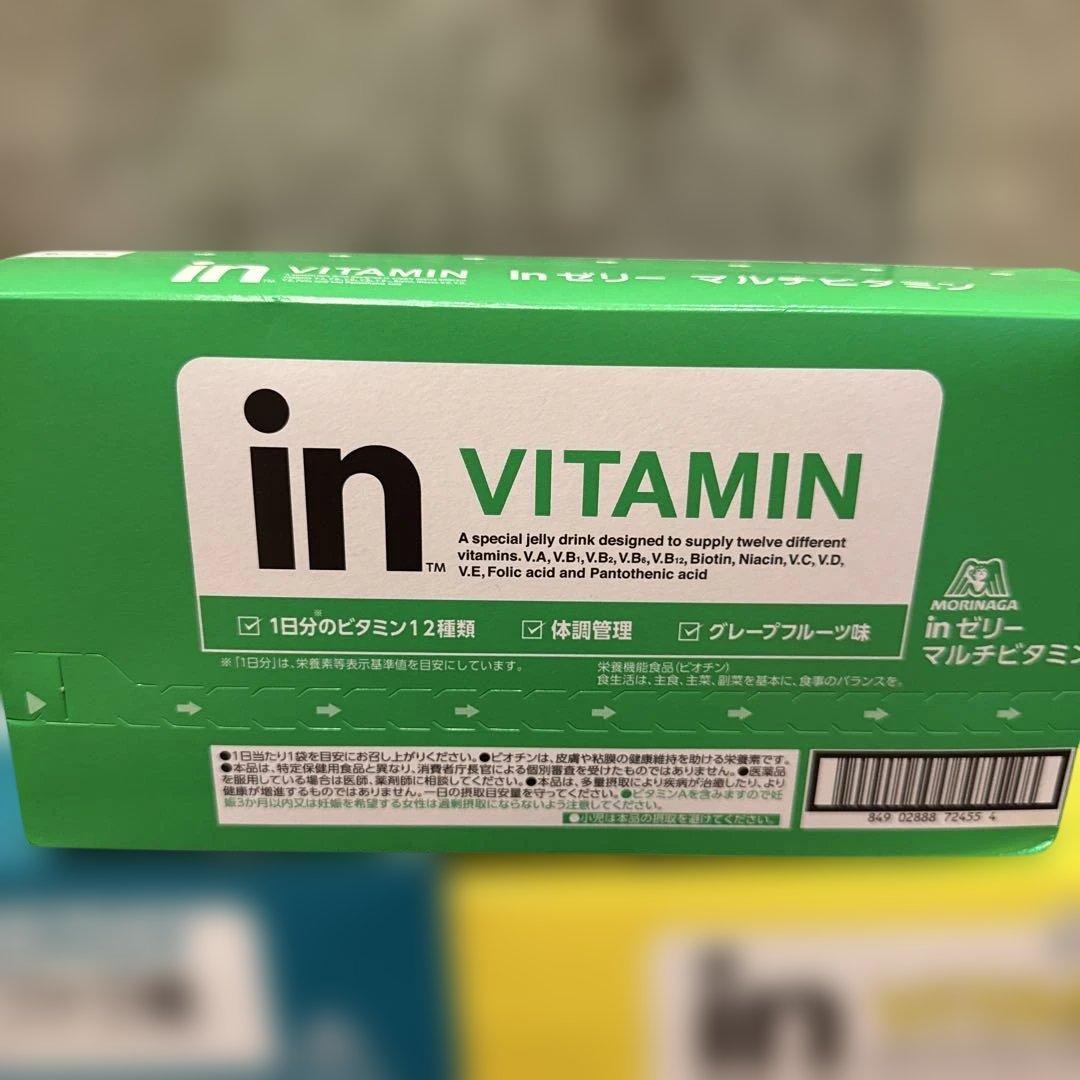 in™ VITAMIN in ゼリー マルチビタミン
in™ VITAMIN
A special jelly drink designed to supply twelve different
vitamins. V.A, V.B₁, V.B₂, V.B₆, V.B₁₂, Biotin, Niacin, V.C, V.D,
V.E, Folic acid and Pantothenic acid
1日分※のビタミン12種類 体調管理 グレープフルーツ味
※「1日分」は、栄養素等表示基準値を目安にしています。
栄養機能食品(ビオチン)
食生活は、主食、主菜、副菜を基本に、食事のバランスを。
MORINAGA
in ゼリー
マルチビタミン
●1日当たり1袋を目安にお召し上がりください。●ビオチンは、皮膚や粘膜の健康維持を助ける栄養素です。
●本品は、特定保健用食品と異なり、消費者庁長官による個別審査を受けたものではありません。●医薬品
を服用している場合は医師、薬剤師に相談してください。●本品は、多量摂取により疾病が治癒したり、より
健康が増進するものではありません。一日の摂取目安量を守ってください。●ビタミンAを含みますので妊
娠3か月以内又は妊娠を希望する女性は過剰摂取にならないよう注意してください。
●小児は本品の摂取を避けてください。
849 02888 72455 4
in